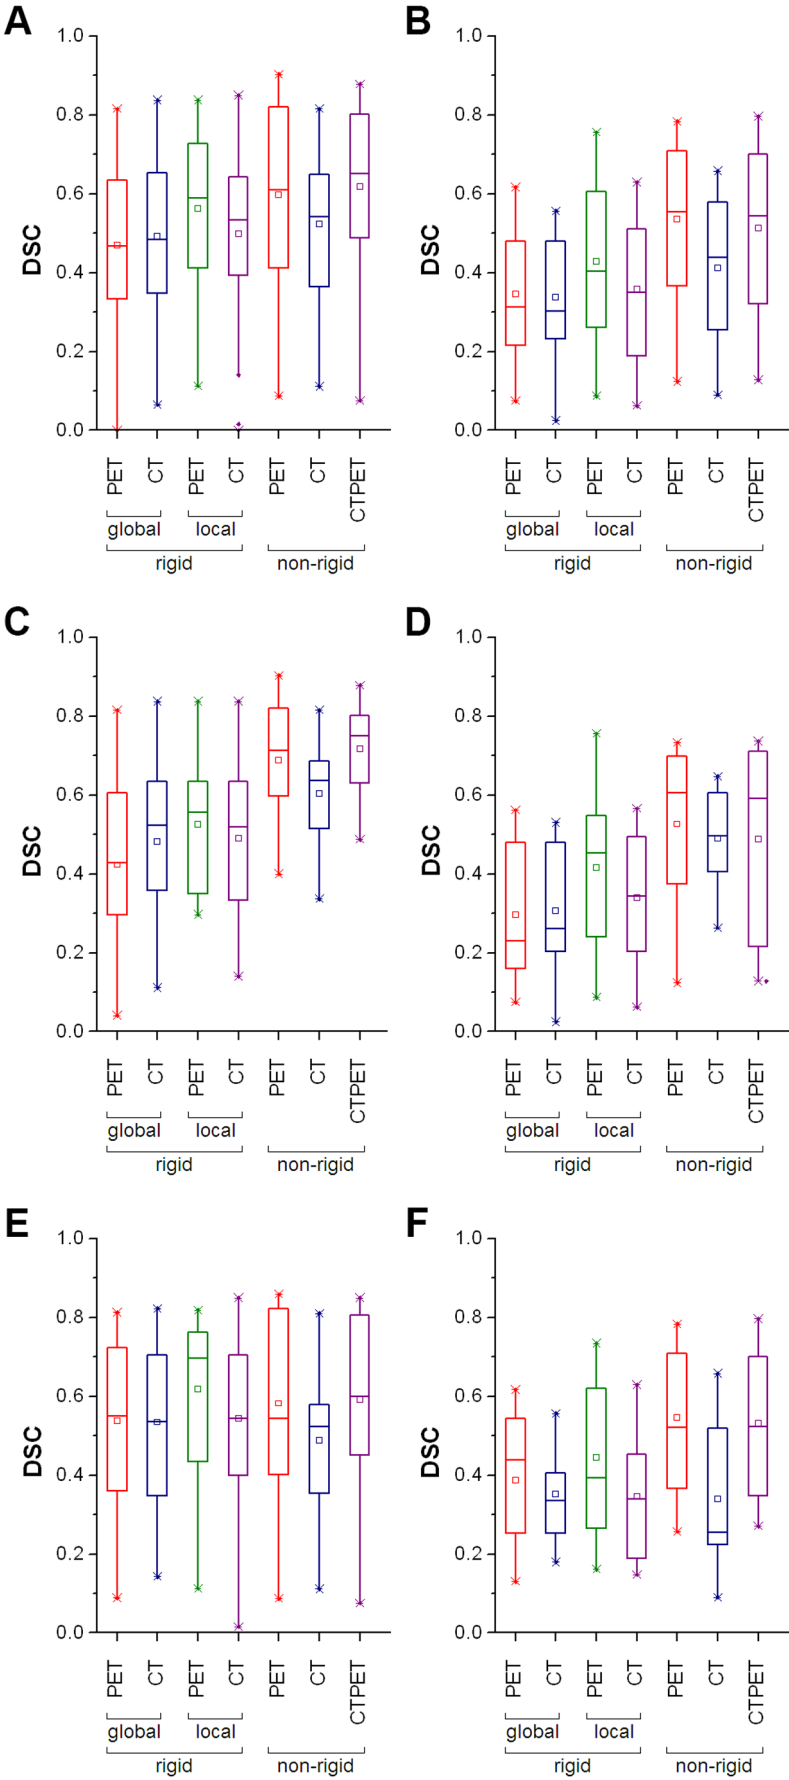 A B
1.0 1.0
0.8 0.8
0.6 0.6
DSC DSC
0.4 0.4
0.2 0.2
0.0 0.0
PET CT PET CT PET CT CTPET PET CT PET CT PET CT CTPET
global local global local
rigid non-rigid rigid non-rigid
C D
1.0 1.0
0.8 0.8
0.6 0.6
DSC DSC
0.4 0.4
0.2 0.2
0.0 0.0
PET CT PET CT PET CT CTPET PET CT PET CT PET CT CTPET
global local global local
rigid non-rigid rigid non-rigid
E F
1.0 1.0
0.8 0.8
0.6 0.6
DSC DSC
0.4 0.4
0.2 0.2
0.0 0.0
PET CT PET CT PET CT CTPET PET CT PET CT PET CT CTPET
global local global local
rigid non-rigid rigid non-rigid